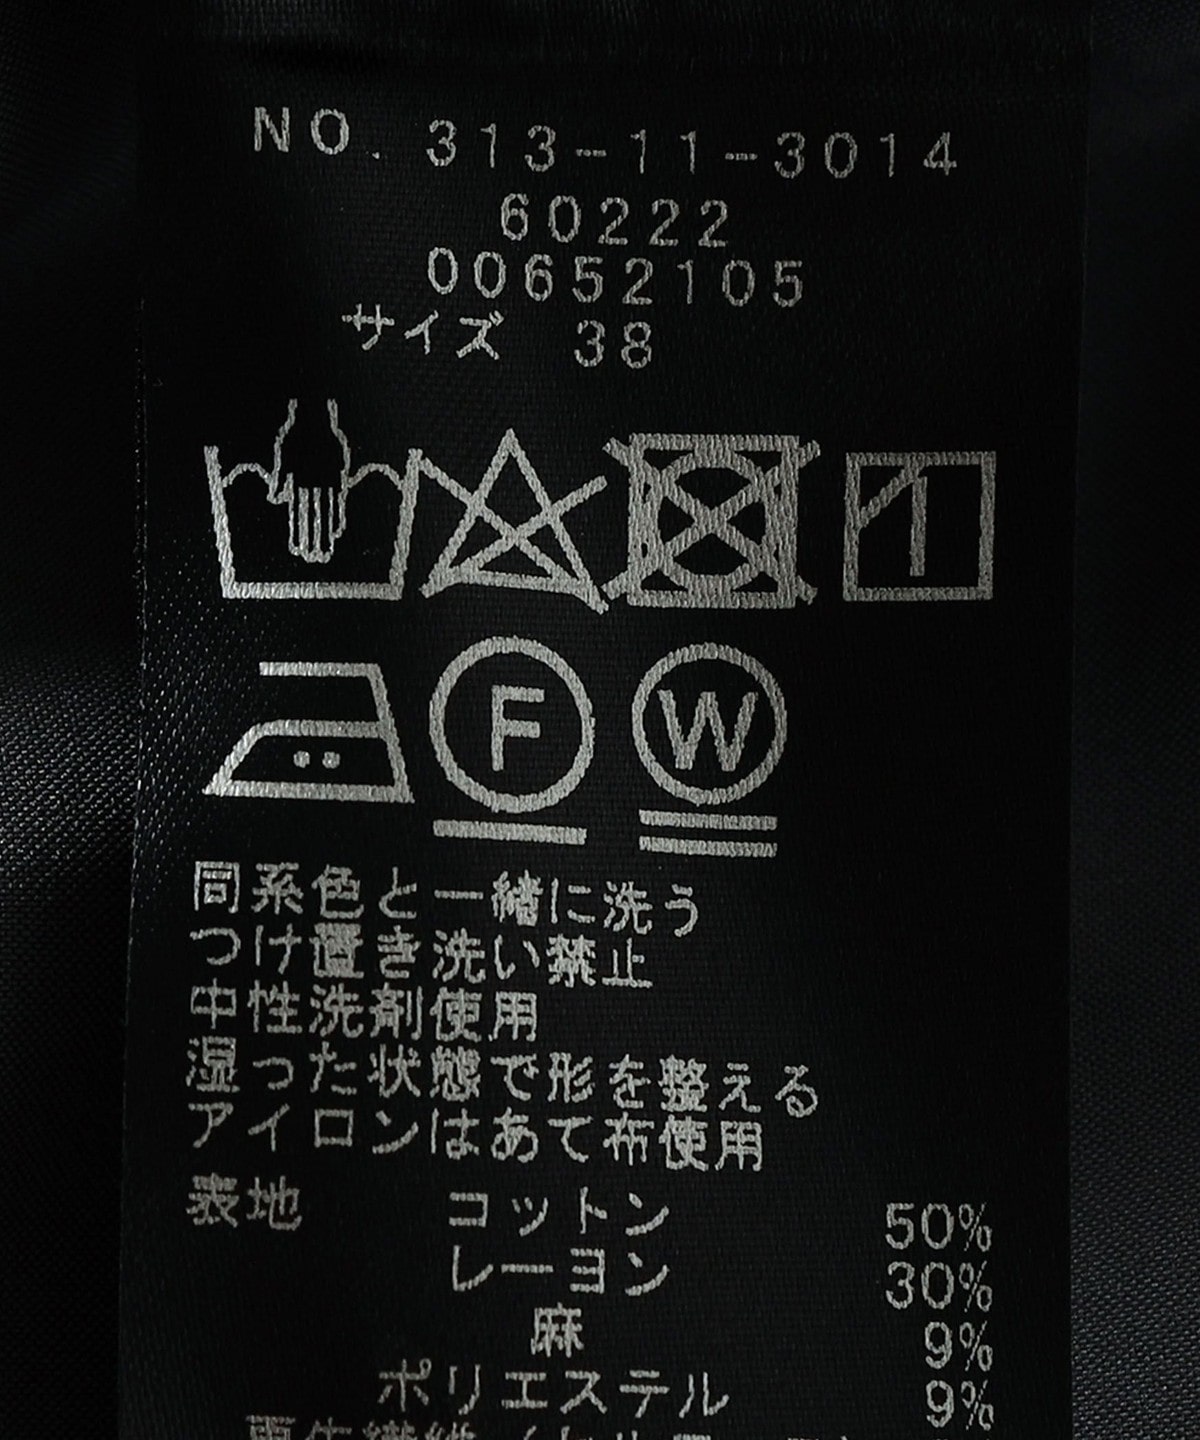 NO. 313-11-3014
60222
00652105
サイズ 38
F W
同系色と一緒に洗う
つけ置き洗い禁止
中性洗剤使用
湿った状態で形を整える
アイロンはあて布使用
表地 コットン 50%
レーヨン 30%
麻 9%
ポリエステル 9%